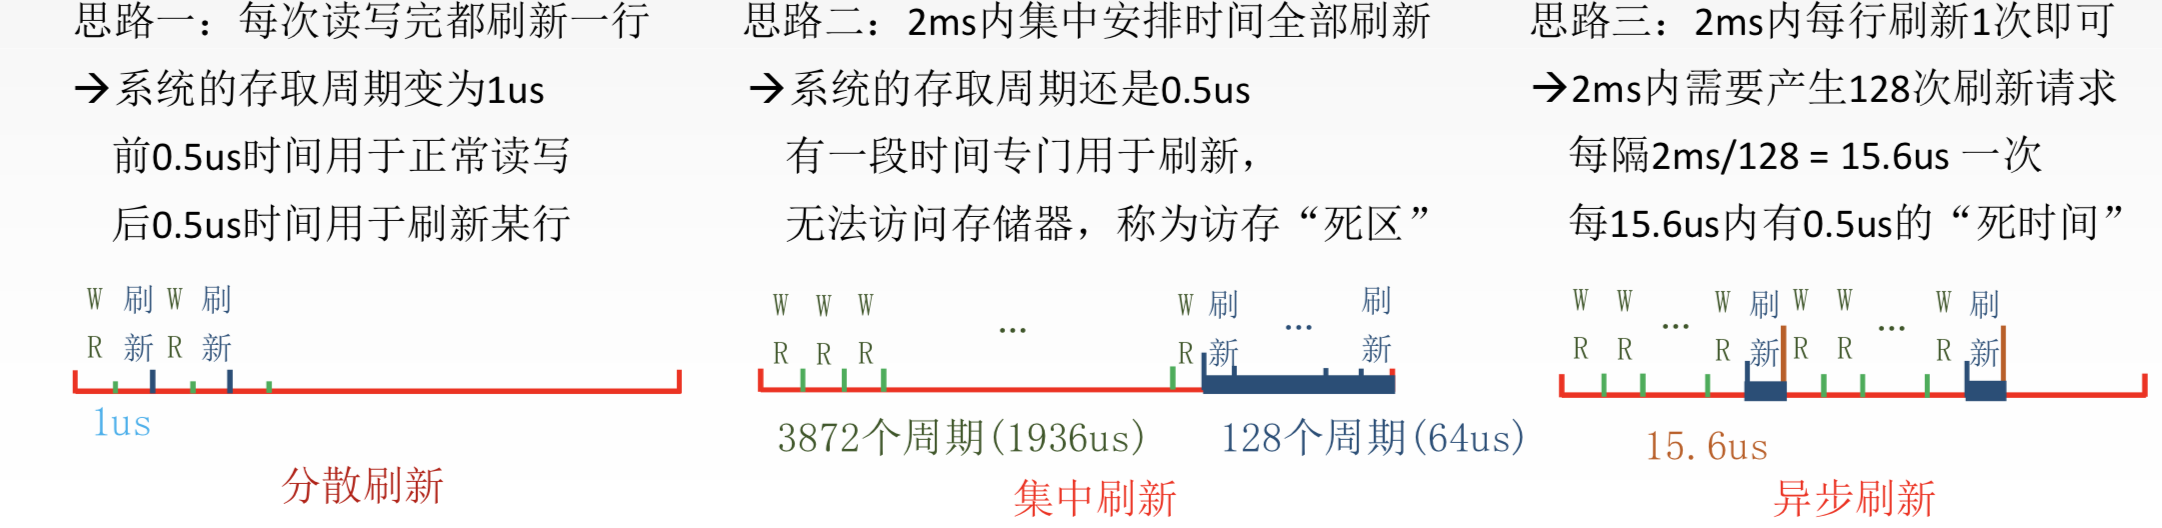 思路一：每次读写完都刷新一行
→系统的存取周期变为1us
前0.5us时间用于正常读写
后0.5us时间用于刷新某行
W 刷 W 刷
R 新 R 新
1us
分散刷新
思路二：2ms内集中安排时间全部刷新
→系统的存取周期还是0.5us
有一段时间专门用于刷新，
无法访问存储器，称为访存“死区”
W W W ... W 刷 ... 刷
R R R R 新 新
3872个周期(1936us) 128个周期(64us)
集中刷新
思路三：2ms内每行刷新1次即可
→2ms内需要产生128次刷新请求
每隔2ms/128 = 15.6us 一次
每15.6us内有0.5us的“死时间”
W W ... W 刷 W W ... W 刷
R R R 新 R R R 新
15.6us
异步刷新